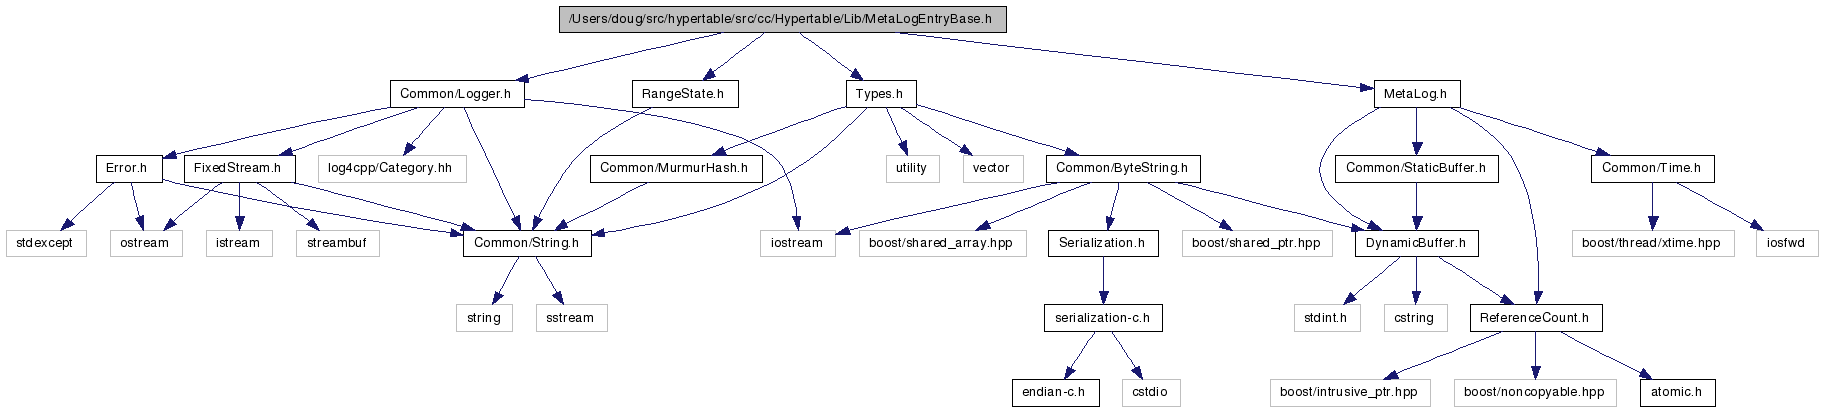 /Users/doug/src/hypertable/src/cc/Hypertable/Lib/MetaLogEntryBase.h
Common/Logger.h
RangeState.h
Types.h
MetaLog.h
Error.h
FixedStream.h
log4cpp/Category.hh
Common/MurmurHash.h
utility
vector
Common/ByteString.h
Common/StaticBuffer.h
Common/Time.h
stdexcept
ostream
istream
streambuf
Common/String.h
iostream
boost/shared_array.hpp
Serialization.h
boost/shared_ptr.hpp
DynamicBuffer.h
boost/thread/xtime.hpp
iosfwd
string
sstream
serialization-c.h
stdint.h
cstring
ReferenceCount.h
endian-c.h
cstdio
boost/intrusive_ptr.hpp
boost/noncopyable.hpp
atomic.h